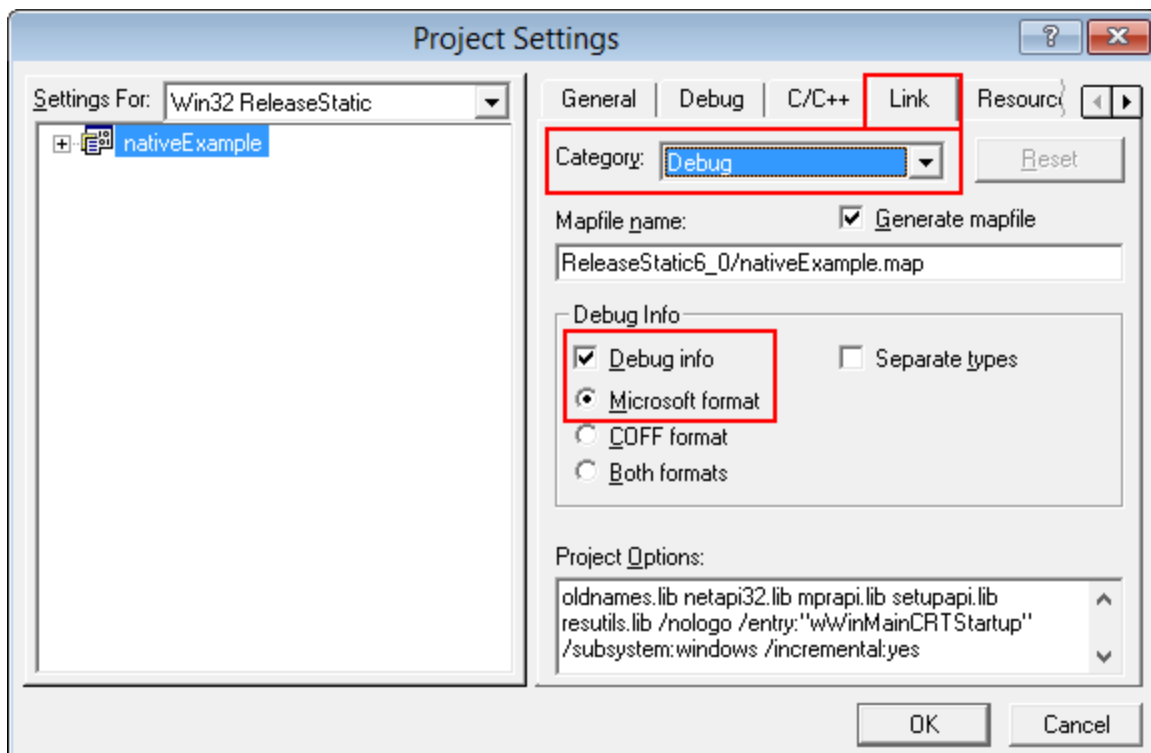 Project Settings
Settings For: Win32 ReleaseStatic
nativeExample
General Debug C/C++ Link
Category: Debug
Reset
Mapfile name: Generate mapfile
ReleaseStatic6_0/nativeExample.map
Debug Info
Debug info Separate types
Microsoft format
COFF format
Both formats
Project Options:
oldnames.lib netapi32.lib mprapi.lib setupapi.lib
resutils.lib /nologo /entry:"wWinMainCRTStartup"
/subsystem:windows /incremental:yes
OK Cancel